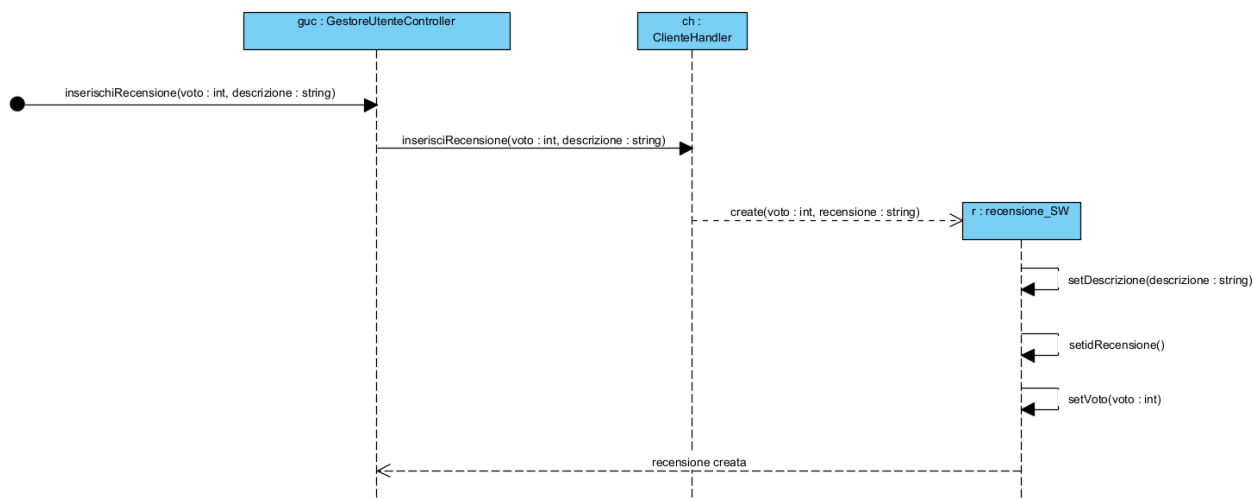 guc : GestoreUtenteController
ch :
ClienteHandler
inserischiRecensione(voto : int, descrizione : string)
inserisciRecensione(voto : int, descrizione : string)
create(voto : int, recensione : string)
r : recensione_SW
setDescrizione(descrizione : string)
setidRecensione()
setVoto(voto : int)
recensione creata